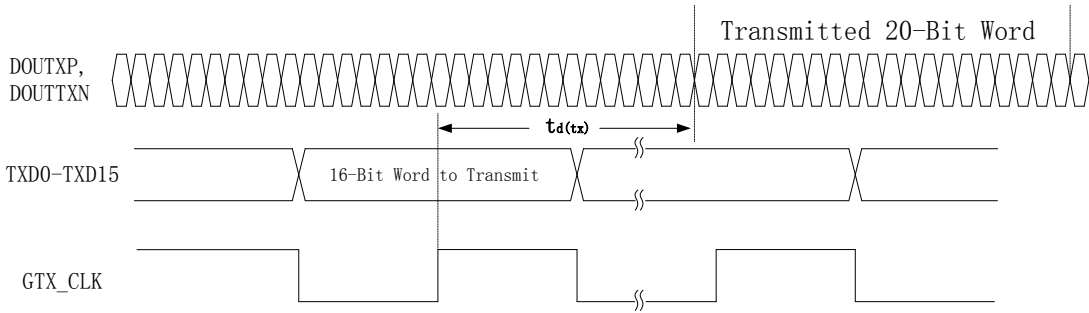 Transmitted 20-Bit Word
DOUTXP,
DOUTTXN
td(tx)
TXD0-TXD15
16-Bit Word to Transmit
GTX_CLK